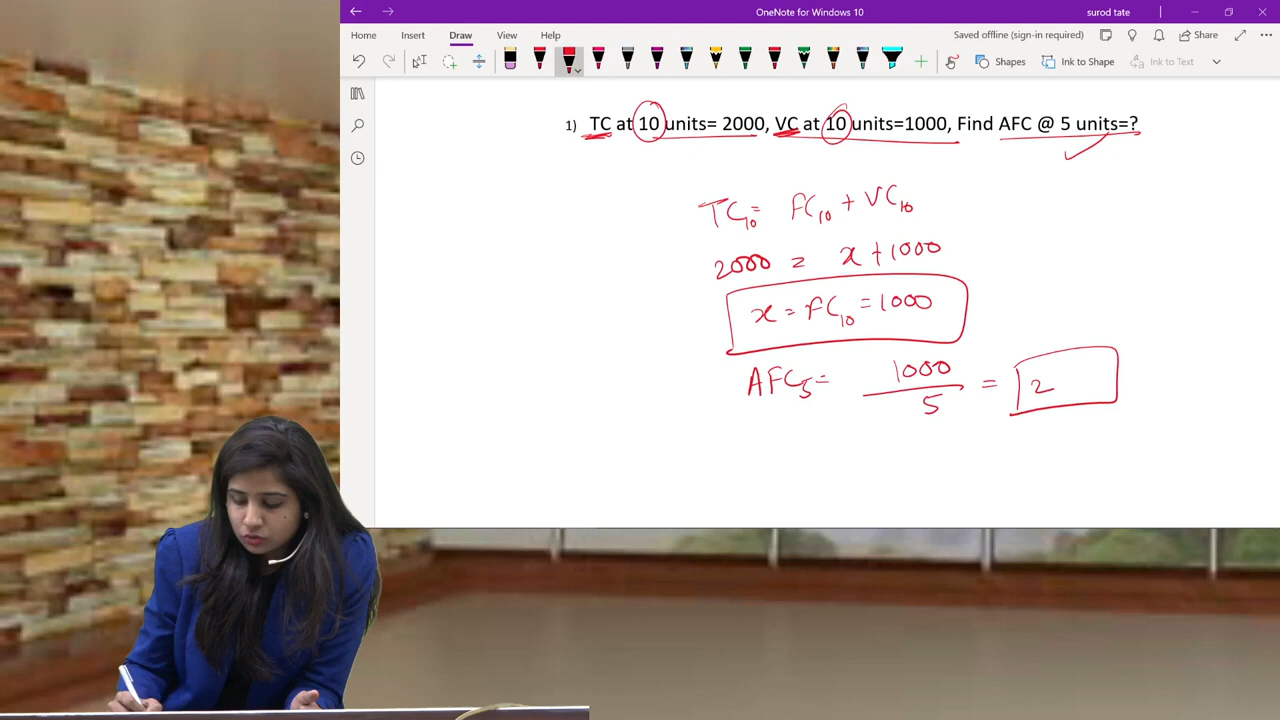 OneNote for Windows 10
surod tate
Home Insert Draw View Help
Saved offline (sign-in required)
Share
Shapes
Ink to Shape
Ink to Text
1) TC at 10 units= 2000, VC at 10 units=1000, Find AFC @ 5 units=?
TC10= FC10 + VC10
2000 = x + 1000
x = FC10 = 1000
AFC5= 1000/5 = 2